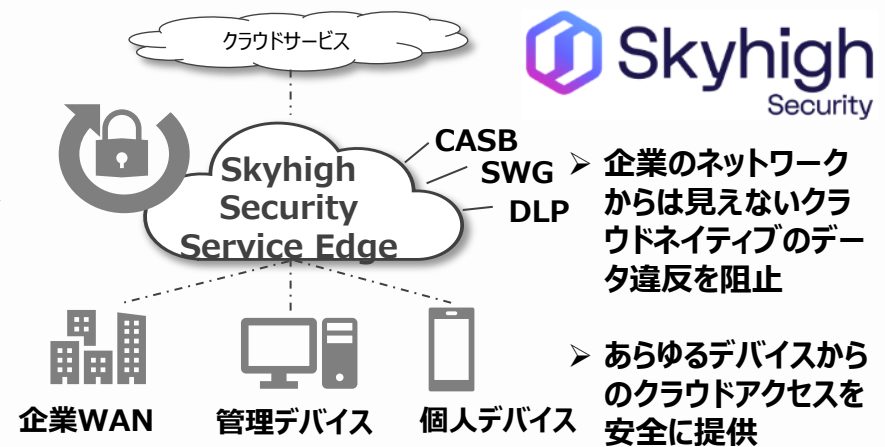 クラウドサービス
Skyhigh
Security
Skyhigh
Security
Service Edge
CASB
SWG
DLP
➢ 企業のネットワーク
からは見えないクラ
ウドネイティブのデー
タ違反を阻止
➢ あらゆるデバイスから
のクラウドアクセスを
安全に提供
企業WAN
管理デバイス
個人デバイス